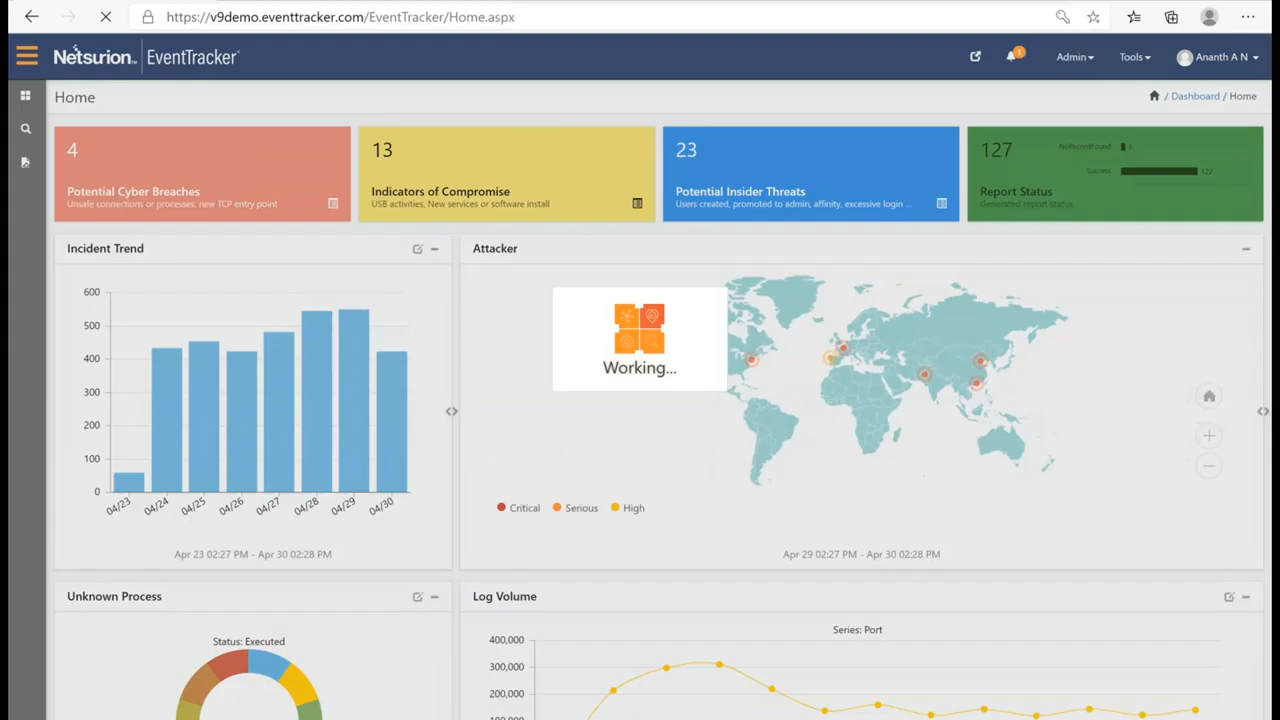 https://v9demo.eventtracker.com/EventTracker/Home.aspx
Netsurion EventTracker
1
Admin
Tools
Ananth A N
Home
/ Dashboard / Home
4
Potential Cyber Breaches
Unsafe connections or processes, new TCP entry point
13
Indicators of Compromise
USB activities, New services or software install
23
Potential Insider Threats
Users created, promoted to admin, affinity, excessive login ...
127
Report Status
Generated report status
NoRecordFound
Success
122
Incident Trend
600
500
400
300
200
100
0
04/23 04/24 04/25 04/26 04/27 04/28 04/29 04/30
Apr 23 02:27 PM - Apr 30 02:28 PM
Attacker
Working...
Critical Serious High
Apr 29 02:27 PM - Apr 30 02:28 PM
Unknown Process
Status: Executed
Log Volume
Series: Port
400,000
300,000
200,000
100,000